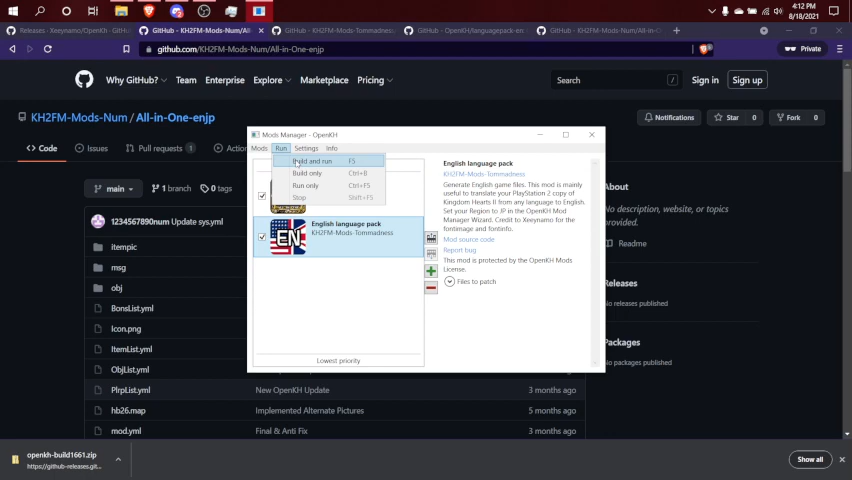 4:12 PM
8/18/2021
Releases · Xeeynamo/OpenKH · GitHub
GitHub - KH2FM-Mods-Num/All-
GitHub - KH2FM-Mods-Tommadness,
GitHub - OpenKH/languagepack-en
GitHub - KH2FM-Mods-Num/All-in-C
github.com/KH2FM-Mods-Num/All-in-One-enjp
Private
Why GitHub?
Team
Enterprise
Explore
Marketplace
Pricing
Search
/
Sign in
Sign up
KH2FM-Mods-Num / All-in-One-enjp
Notifications
Star
0
Fork
0
Code
Issues
Pull requests
1
Actio
main
1 branch
0 tags
1234567890num Update sys.yml
itempic
msg
obj
BonsList.yml
Icon.png
ItemList.yml
ObjList.yml
PlrpList.yml
New OpenKH Update
3 months ago
hb26.map
Implemented Alternate Pictures
5 months ago
mod.yml
Final & Anti Fix
3 months ago
About
No description, website, or topics
provided.
Readme
Releases
No releases published
Packages
No packages published
Mods Manager - OpenKH
Mods
Run
Settings
Info
Build and run
F5
Build only
Ctrl+B
Run only
Ctrl+F5
Stop
Shift+F5
EN
English language pack
KH2FM-Mods-Tommadness
Lowest priority
English language pack
KH2FM-Mods-Tommadness
Generate English game files. This mod is mainly
useful to translate your PlayStation 2 copy of
Kingdom Hearts II from any language to English.
Set your Region to JP in the OpenKH Mod
Manager Wizard. Credit to Xeeynamo for the
fontimage and fontinfo.
Mod source code
Report bug
This mod is protected by the OpenKH Mods
License.
Files to patch
openkh-build1661.zip
https://github-releases.git...
Show all